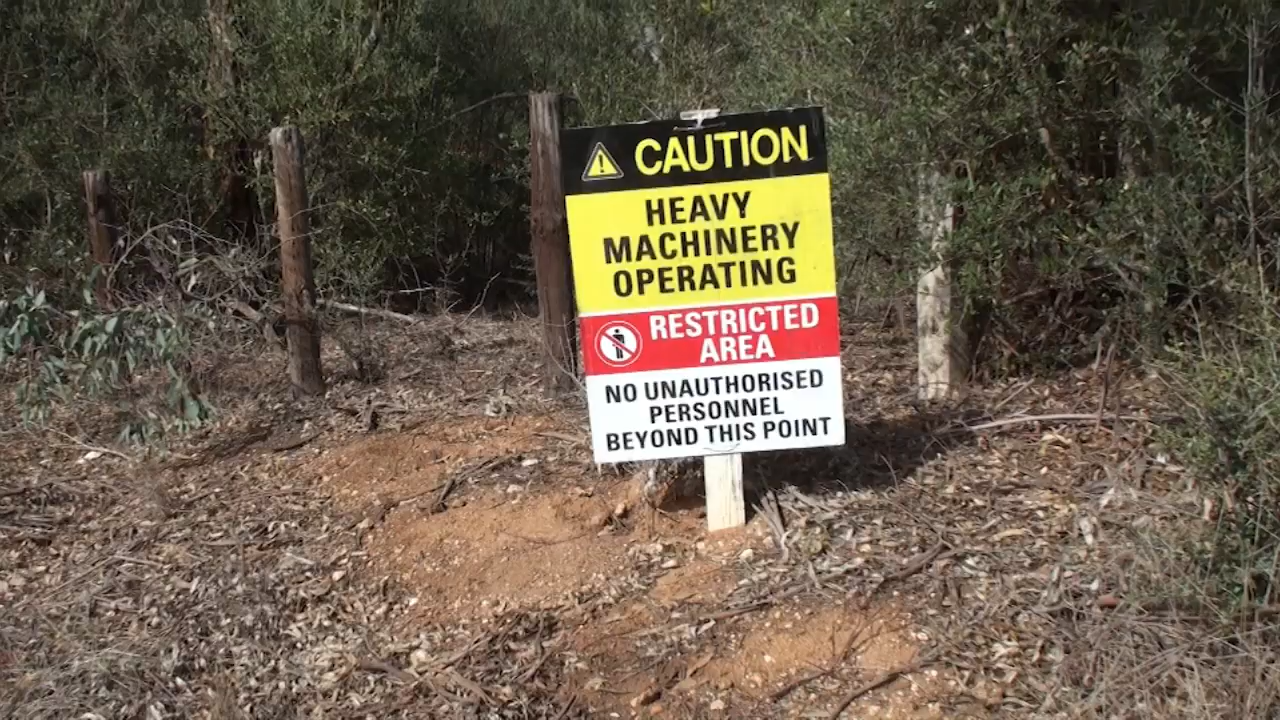 CAUTION
HEAVY
MACHINERY
OPERATING
RESTRICTED
AREA
NO UNAUTHORISED
PERSONNEL
BEYOND THIS POINT